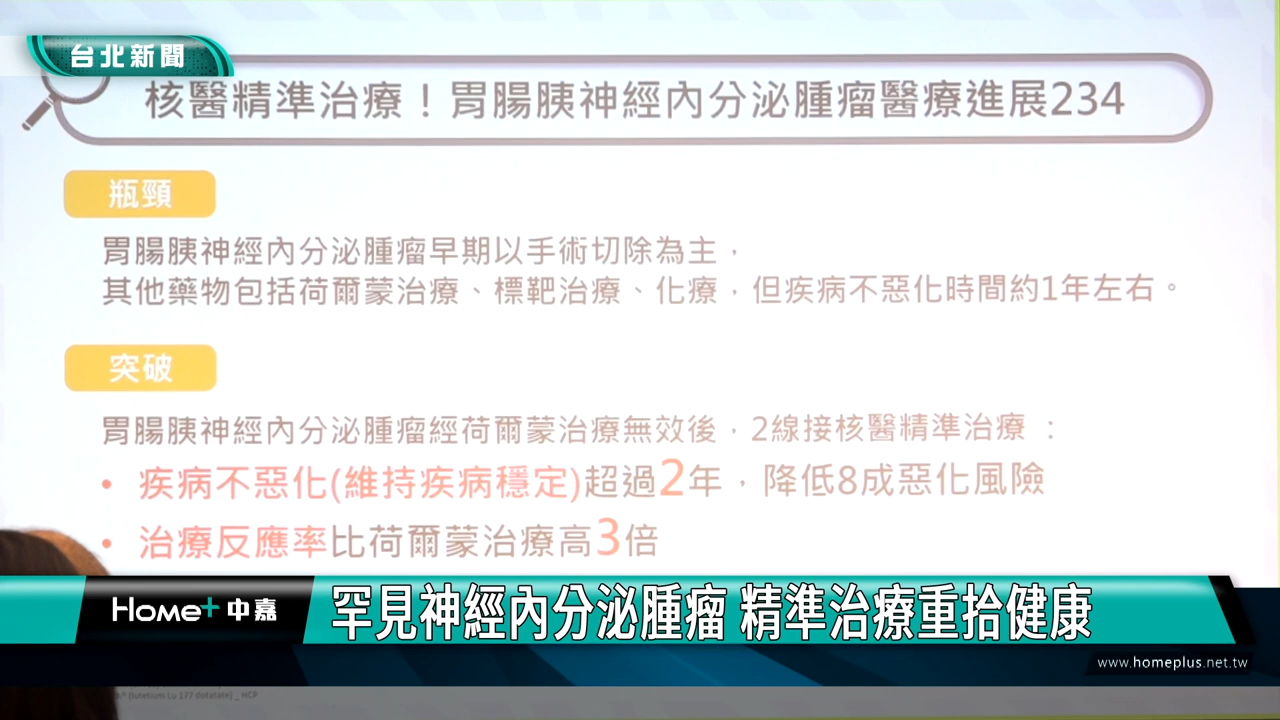 台北新聞
核醫精準治療！胃腸胰神經內分泌腫瘤醫療進展234
瓶頸
胃腸胰神經內分泌腫瘤早期以手術切除為主，
其他藥物包括荷爾蒙治療、標靶治療、化療，但疾病不惡化時間約1年左右。
突破
胃腸胰神經內分泌腫瘤經荷爾蒙治療無效後，2線接核醫精準治療：
• 疾病不惡化(維持疾病穩定)超過2年，降低8成惡化風險
• 治療反應率比荷爾蒙治療高3倍
Home+ 中嘉
罕見神經內分泌腫瘤 精準治療重拾健康
www.homeplus.net.tw
(lutetium Lu 177 dotatate) _ HCP